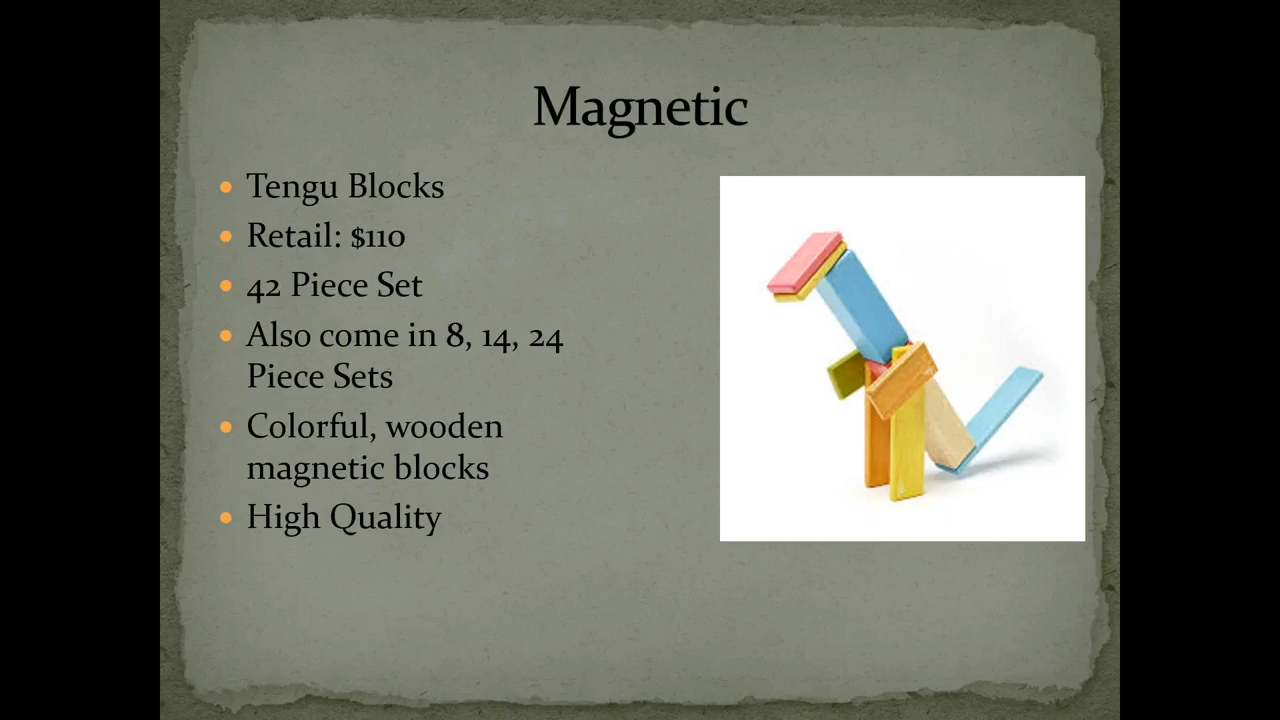 Magnetic
Tengu Blocks
Retail: $110
42 Piece Set
Also come in 8, 14, 24
Piece Sets
Colorful, wooden
magnetic blocks
High Quality